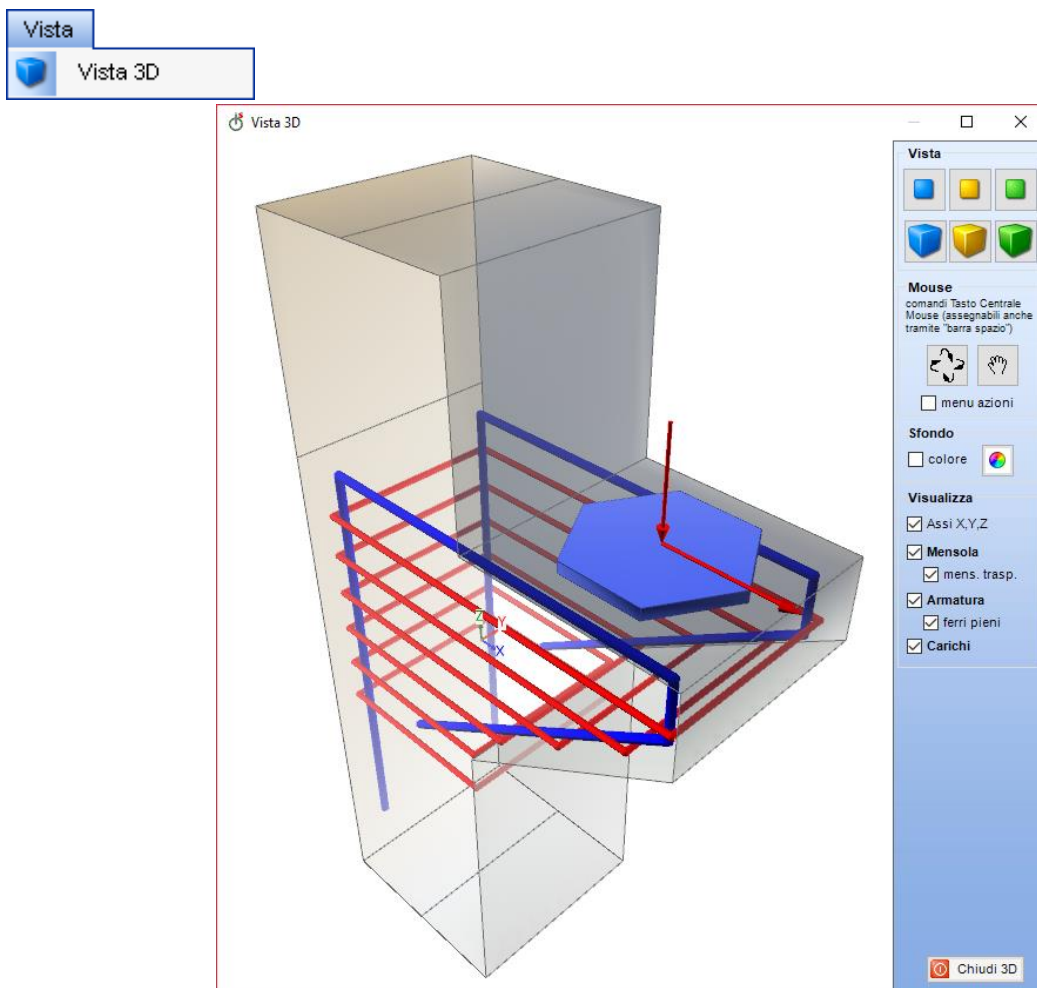 Vista
Vista 3D
Vista 3D
Vista
Mouse
comandi Tasto Centrale
Mouse (assegnabili anche
tramite "barra spazio")
menu azioni
Sfondo
colore
Visualizza
Assi X,Y,Z
Mensola
mens. trasp.
Armatura
ferri pieni
Carichi
Z
Y
X
Chiudi 3D